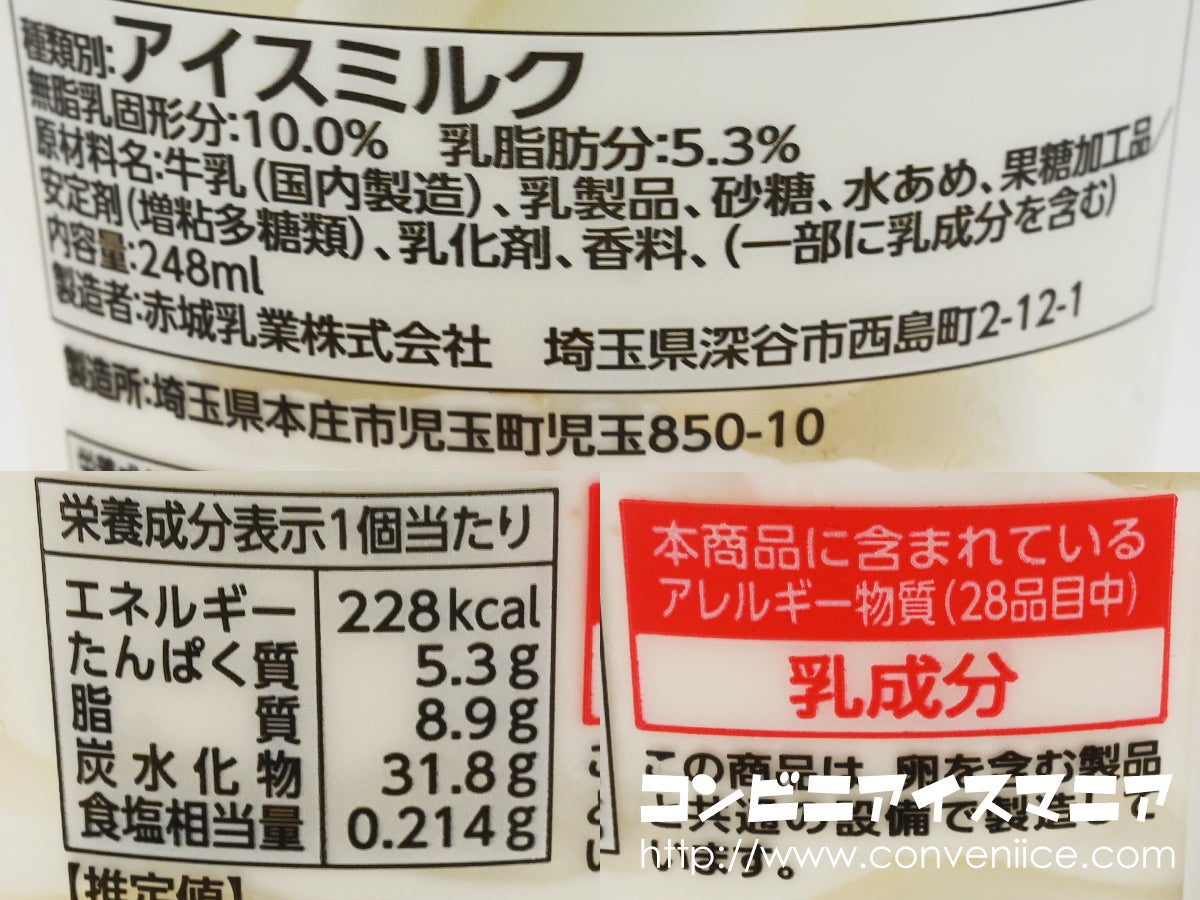 種類別:アイスミルク
無脂乳固形分:10.0% 乳脂肪分:5.3%
原材料名:牛乳(国内製造)、乳製品、砂糖、水あめ、果糖加工品/
安定剤(増粘多糖類)、乳化剤、香料、(一部に乳成分を含む)
内容量:248ml
製造者:赤城乳業株式会社 埼玉県深谷市西島町2-12-1
製造所:埼玉県本庄市児玉町児玉850-10
栄養成分表示1個当たり
エネルギー 228kcal
たんぱく質 5.3g
脂質 8.9g
炭水化物 31.8g
食塩相当量 0.214g
【推定値】
本商品に含まれている
アレルギー物質(28品目中)
乳成分
この商品は、卵を含む製品
と共通の設備で製造して
います。
コンビニアイスマニア
http://www.conveniice.com